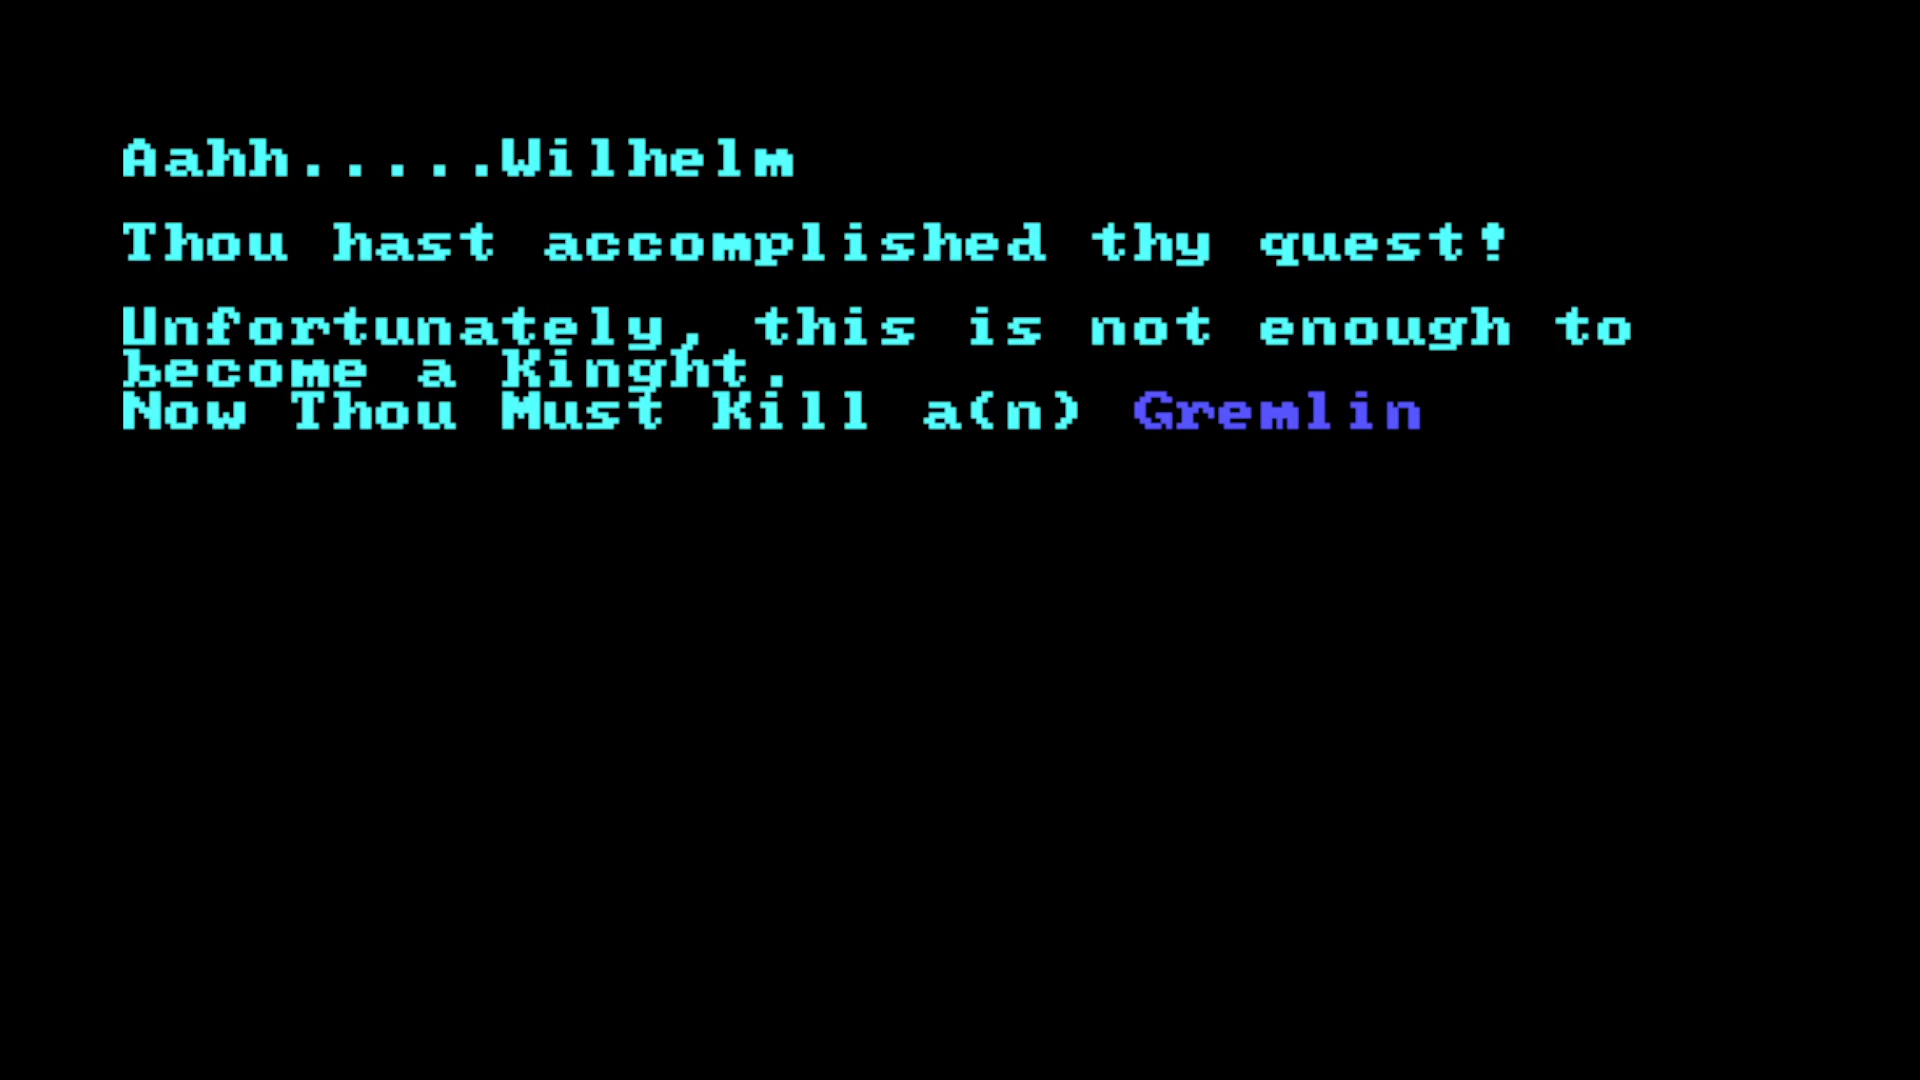 Aahh.....Wilhelm
Thou hast accomplished thy quest!
Unfortunately, this is not enough to
become a Kinght.
Now Thou Must Kill a(n) Gremlin